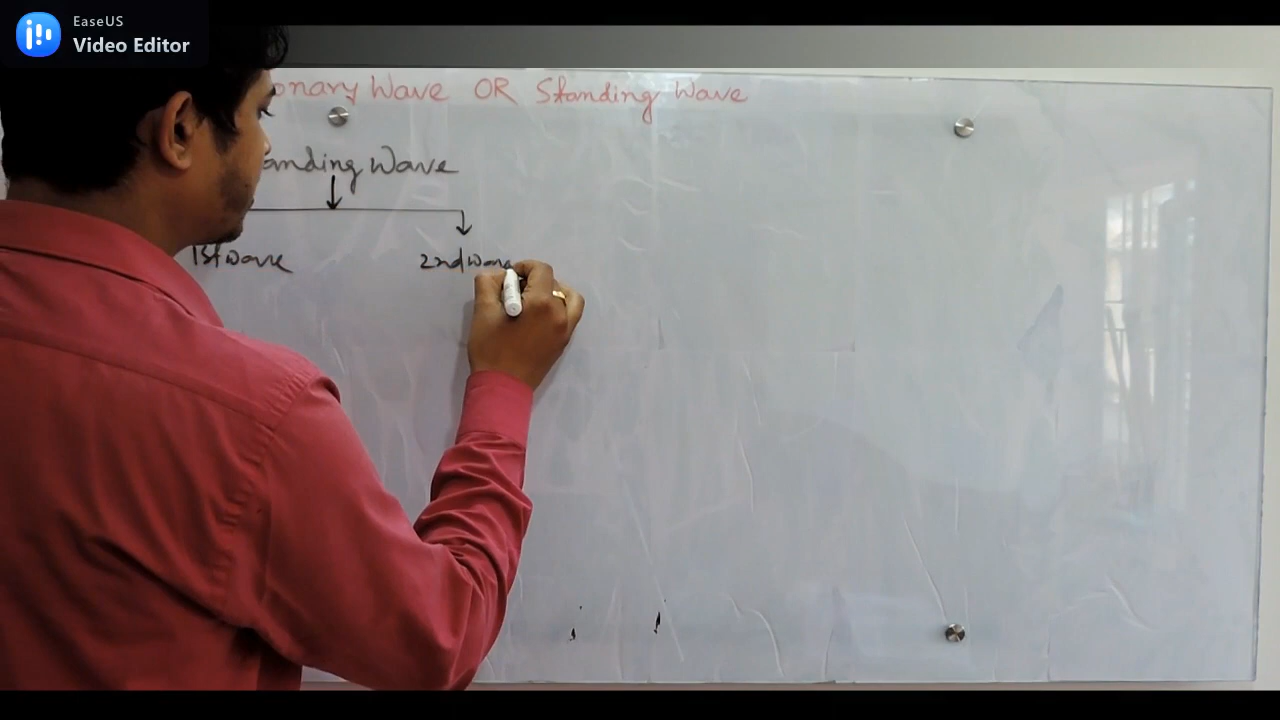 EaseUS
Video Editor
onary Wave OR Standing Wave
anding Wave
1st wave
2nd wave